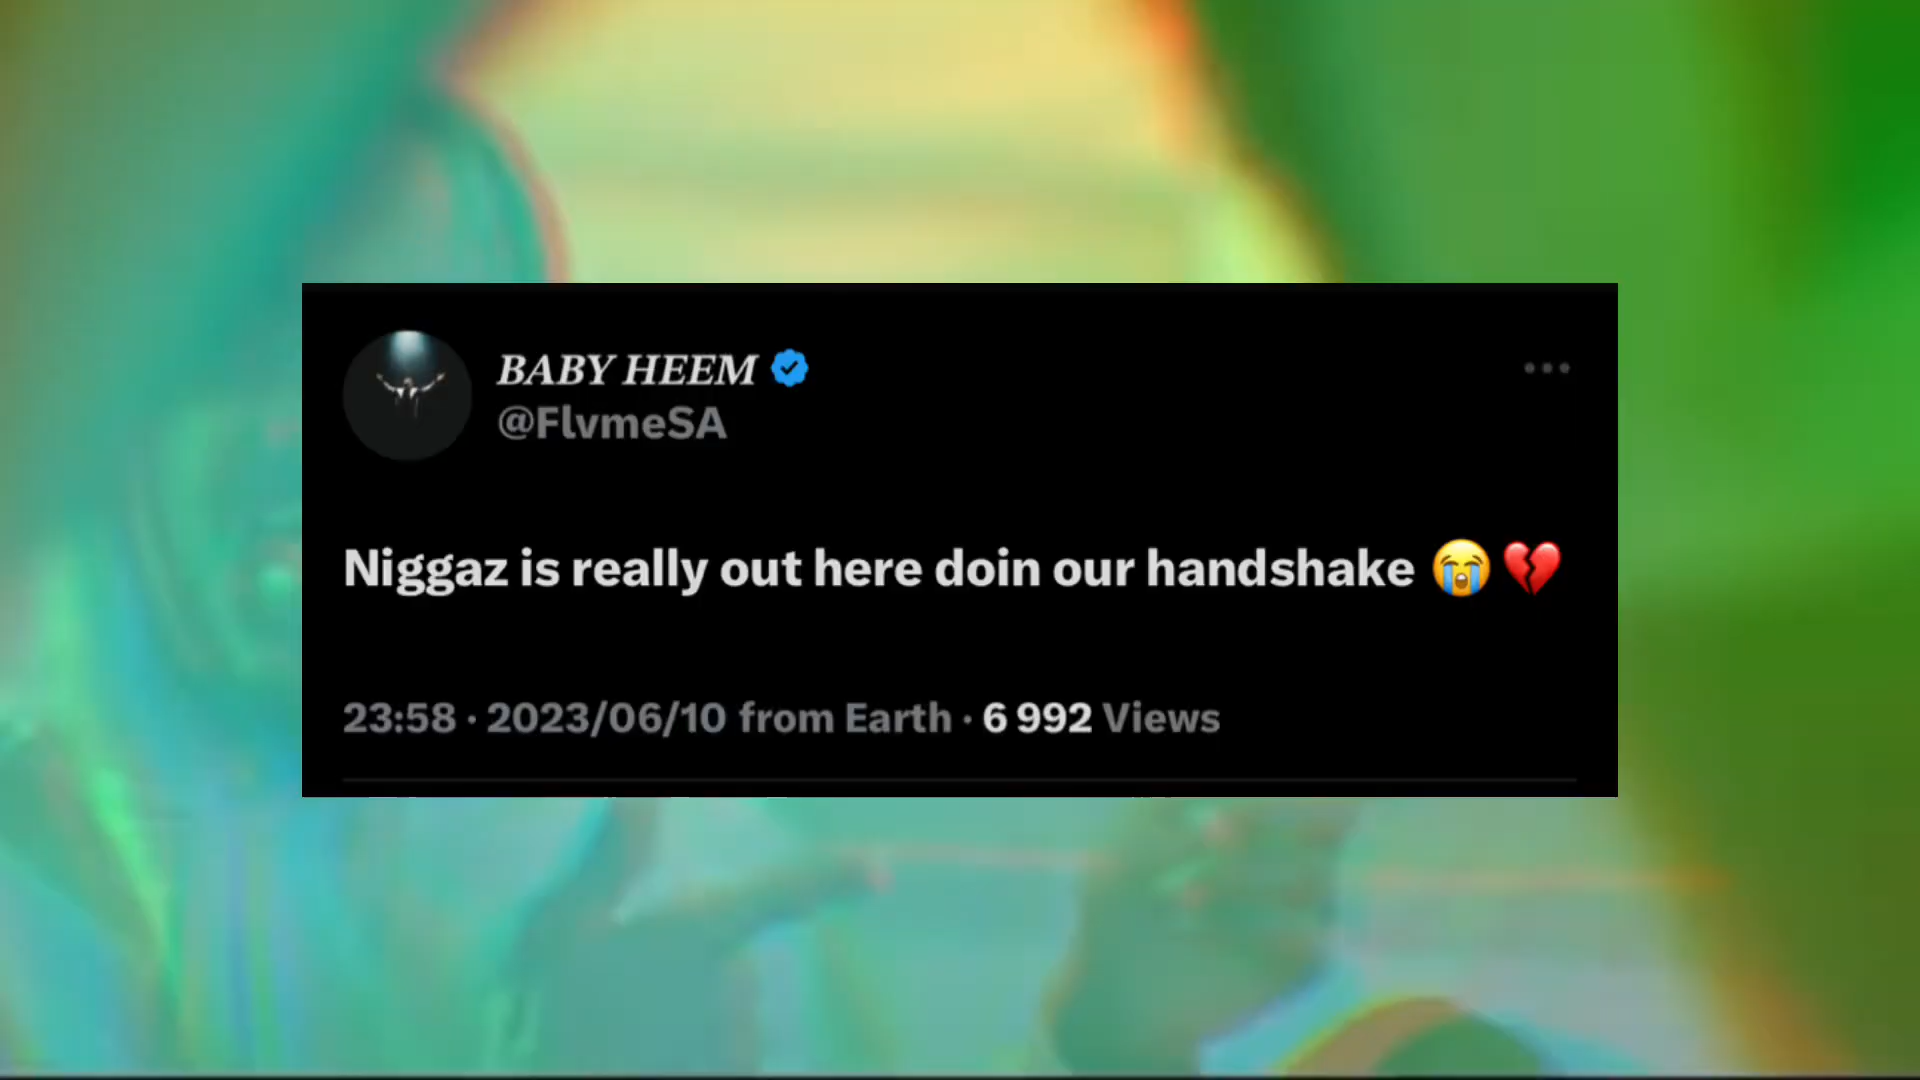 BABY HEEM
@FlvmeSA
Niggaz is really out here doin our handshake 😭 💔
23:58 · 2023/06/10 from Earth · 6 992 Views